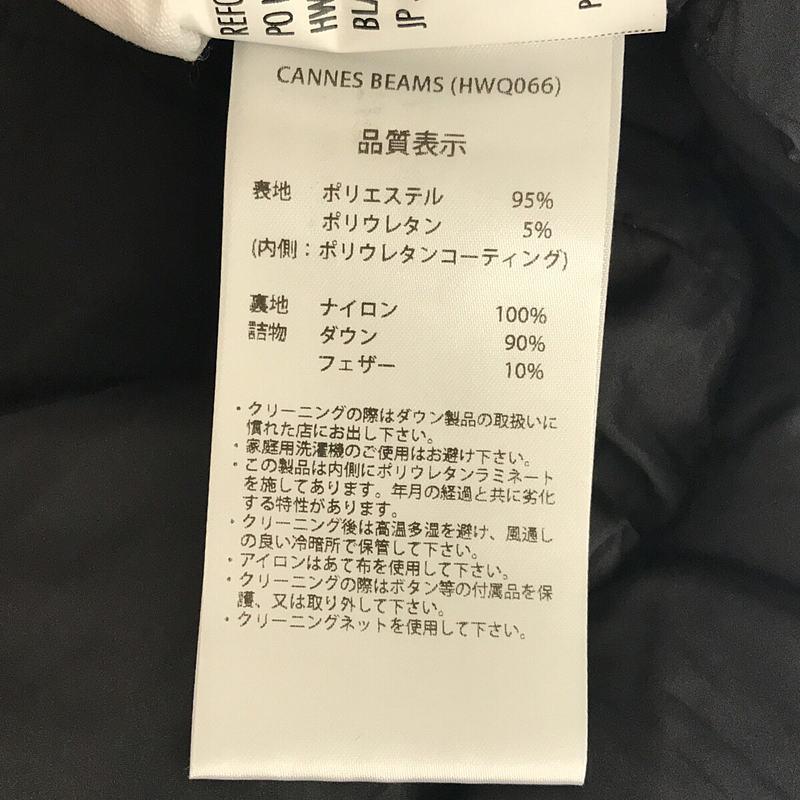 REFO
PO
HW
BLA
JP
P
CANNES BEAMS (HWQ066)
品質表示
表地 ポリエステル 95%
ポリウレタン 5%
(内側：ポリウレタンコーティング)
裏地 ナイロン 100%
詰物 ダウン 90%
フェザー 10%
・クリーニングの際はダウン製品の取扱いに
慣れた店にお出し下さい。
・家庭用洗濯機のご使用はお避け下さい。
・この製品は内側にポリウレタンラミネート
を施してあります。年月の経過と共に劣化
する特性があります。
・クリーニング後は高温多湿を避け、風通し
の良い冷暗所で保管して下さい。
・アイロンはあて布を使用して下さい。
・クリーニングの際はボタン等の付属品を保
護、又は取り外して下さい。
・クリーニングネットを使用して下さい。